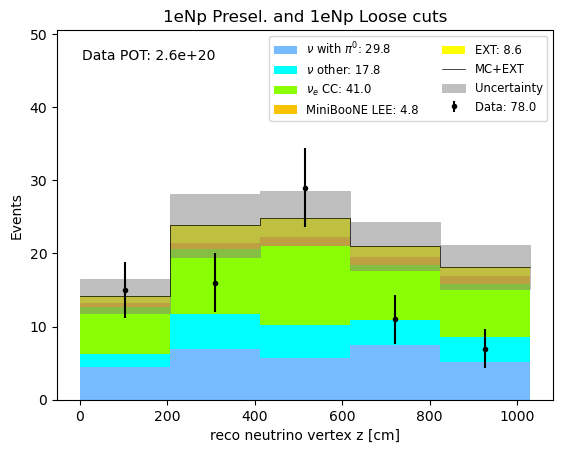 1eNp Presel. and 1eNp Loose cuts
Data POT: 2.6e+20
ν with π⁰: 29.8
ν other: 17.8
νₑ CC: 41.0
MiniBooNE LEE: 4.8
EXT: 8.6
MC+EXT
Uncertainty
Data: 78.0
Events
50
40
30
20
10
0
0 200 400 600 800 1000
reco neutrino vertex z [cm]